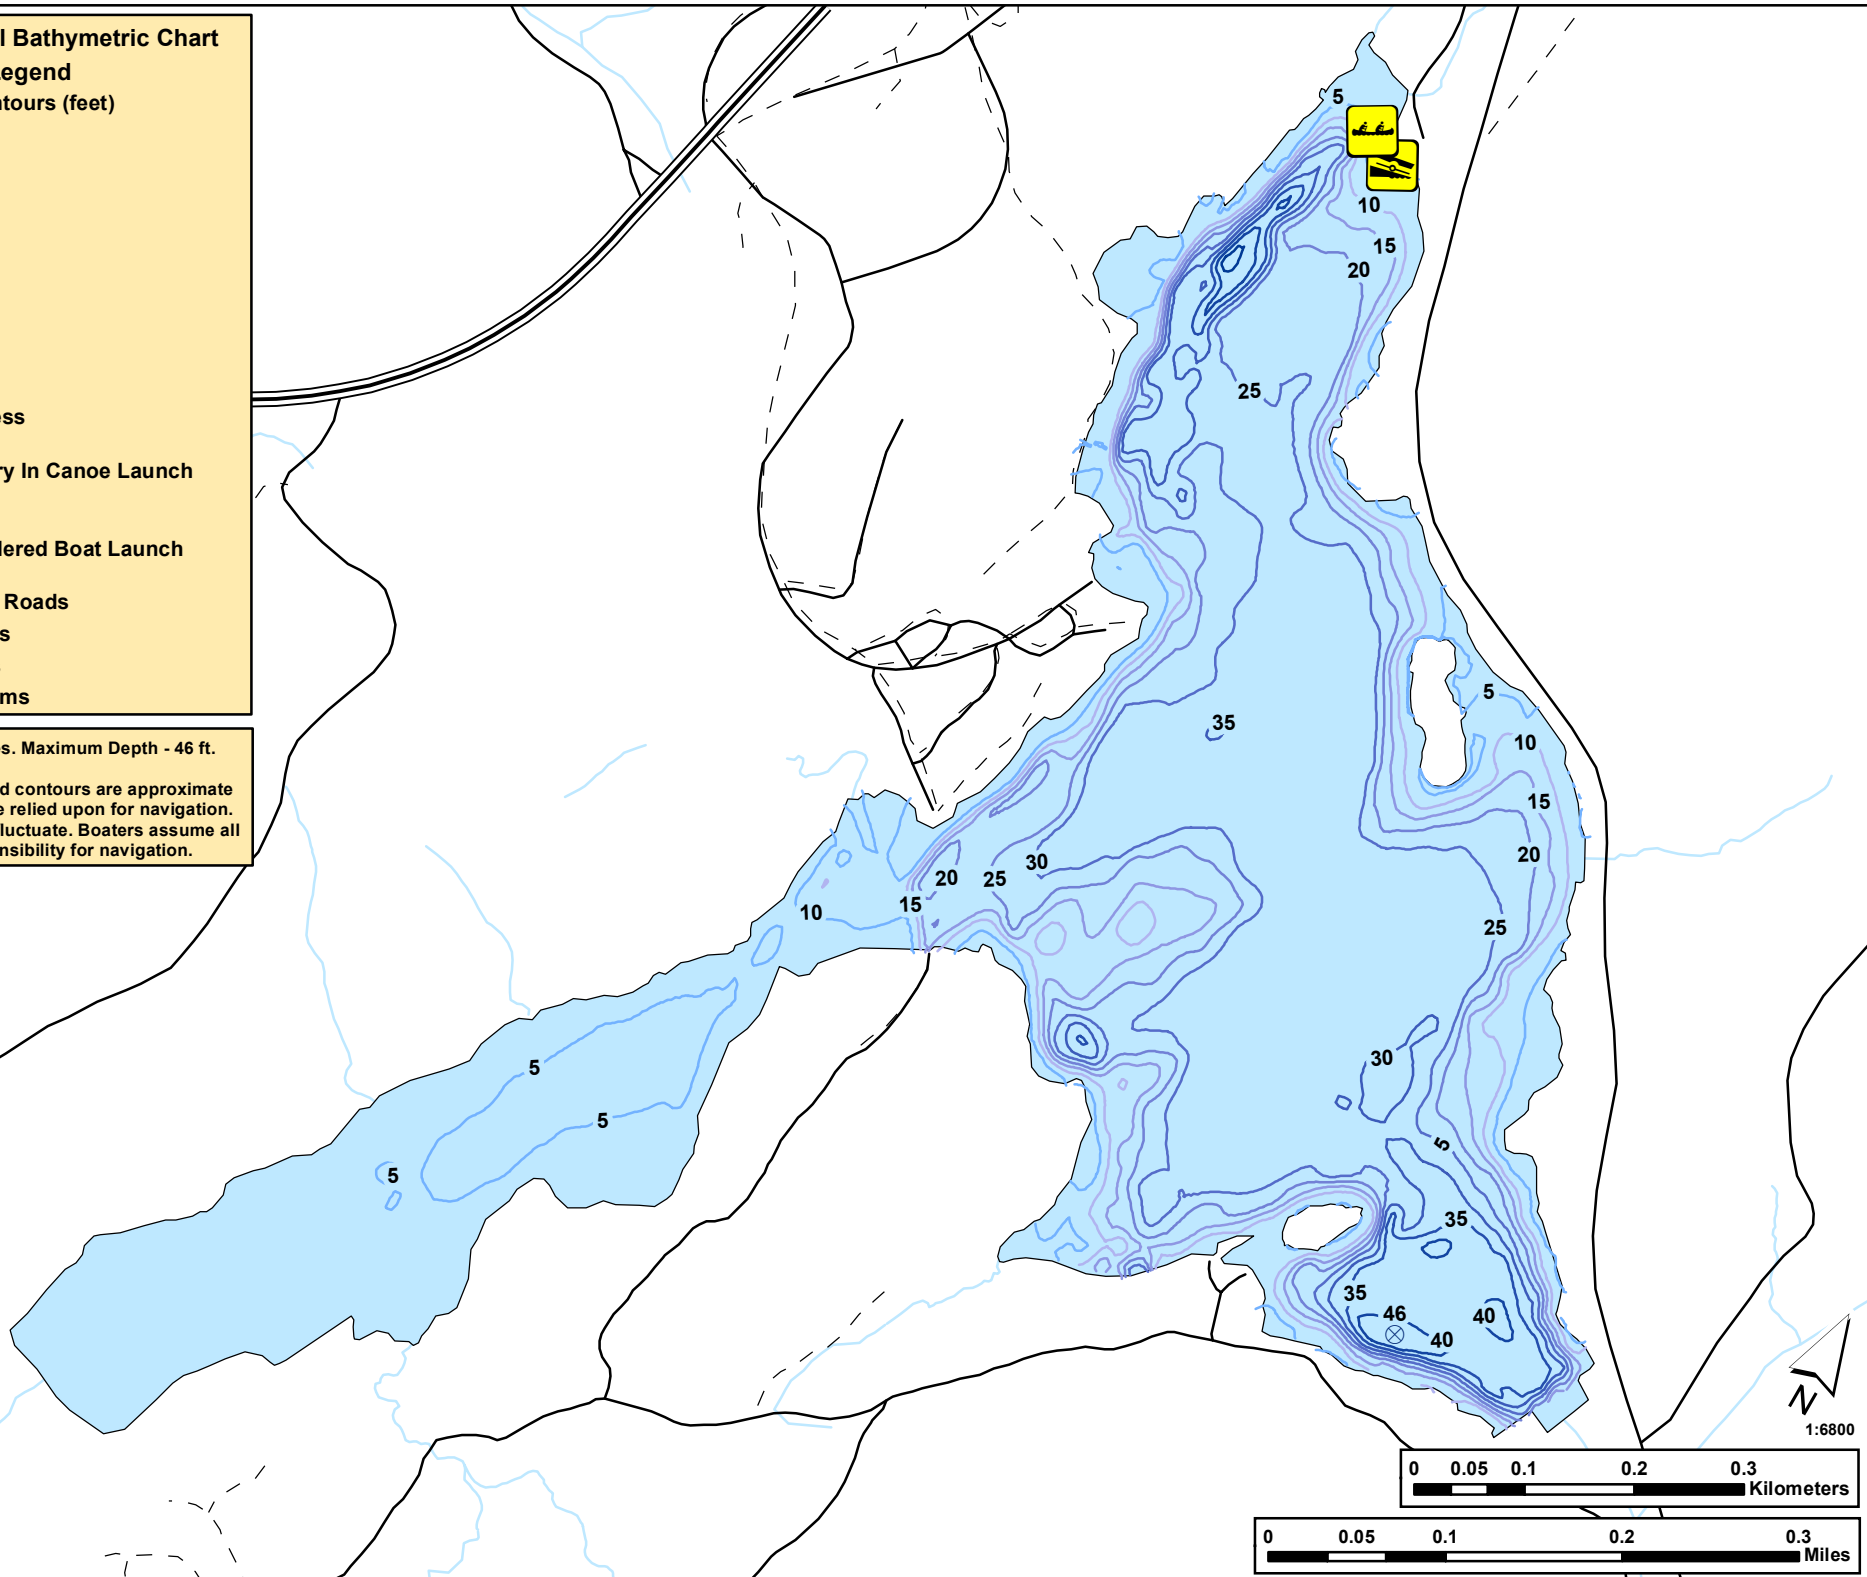 l Bathymetric Chart
egend
ntours (feet)
ess
ry In Canoe Launch
lered Boat Launch
Roads
s
ms
s. Maximum Depth - 46 ft.
d contours are approximate
e relied upon for navigation.
luctuate. Boaters assume all
nsibility for navigation.
5
10
15
20
25
5
35
10
15
30
20
20
25
15
10
25
30
5
5
5
5
35
35
46
40
40
N
1:6800
0 0.05 0.1 0.2 0.3
Kilometers
0 0.05 0.1 0.2 0.3
Miles